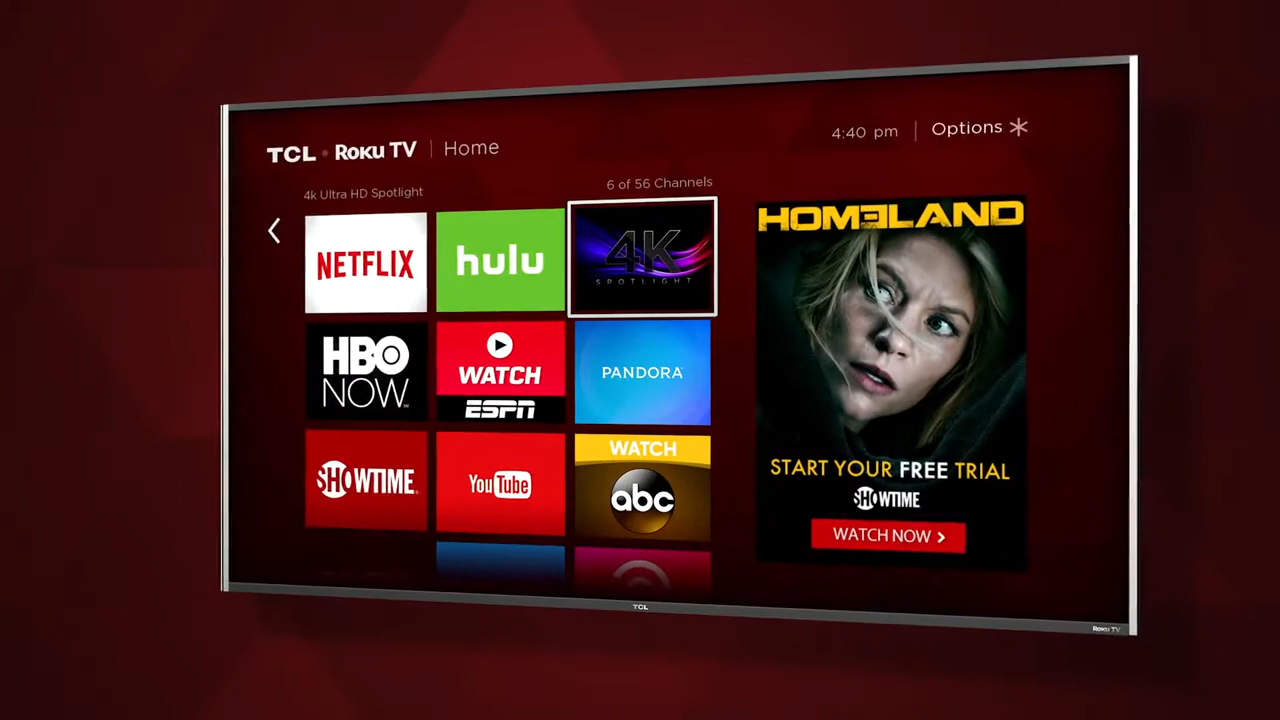 TCL • Roku TV | Home
4:40 pm | Options
4k Ultra HD Spotlight
6 of 56 Channels
NETFLIX
hulu
4K
SPOTLIGHT
HBO
NOW
WATCH
ESPN
PANDORA
SHOWTIME
YouTube
WATCH
abc
HOMELAND
START YOUR FREE TRIAL
SHOWTIME
WATCH NOW
TCL
Roku TV